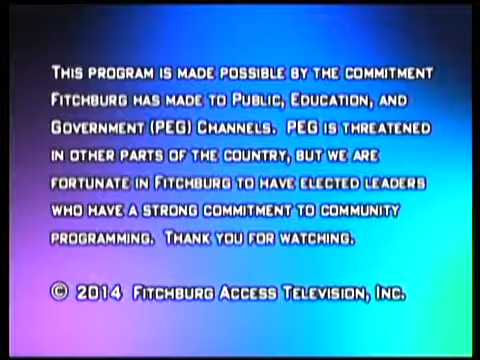 This program is made possible by the commitment
Fitchburg has made to Public, Education, and
Government (PEG) Channels.  PEG is threatened
in other parts of the country, but we are
fortunate in Fitchburg to have elected leaders
who have a strong commitment to community
programming.  Thank you for watching.
© 2014  Fitchburg Access Television, Inc.